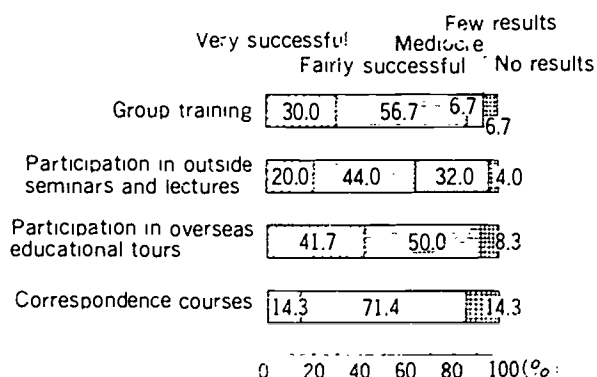 Few results
Very successful Mediocre
Fairly successful No results
Group training 30.0 56.7 6.7
6.7
Participation in outside
seminars and lectures 20.0 44.0 32.0 4.0
Participation in overseas
educational tours 41.7 50.0 8.3
Correspondence courses 14.3 71.4 14.3
0 20 40 60 80 100(%)